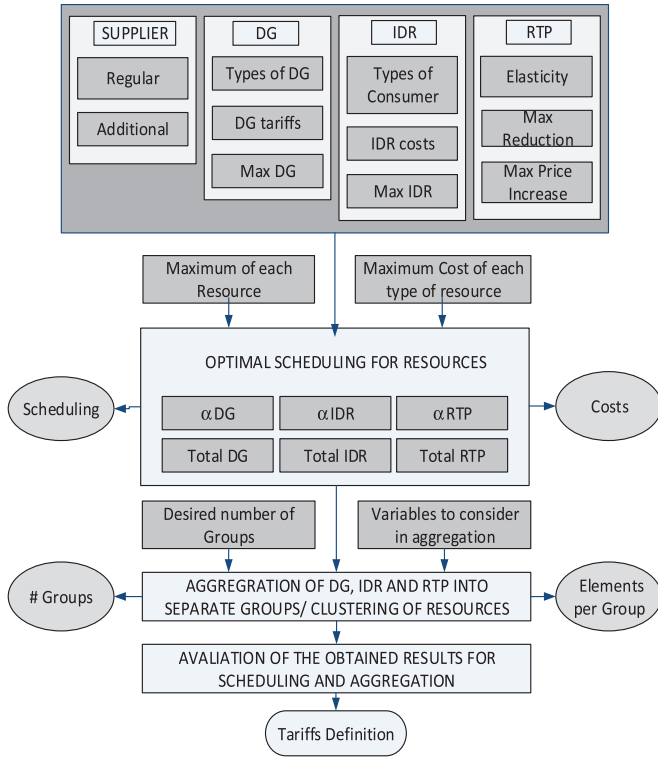 SUPPLIER
Regular
Additional
DG
Types of DG
DG tariffs
Max DG
IDR
Types of
Consumer
IDR costs
Max IDR
RTP
Elasticity
Max
Reduction
Max Price
Increase
Maximum of each
Resource
Maximum Cost of each
type of resource
OPTIMAL SCHEDULING FOR RESOURCES
αDG
αIDR
αRTP
Total DG
Total IDR
Total RTP
Scheduling
Costs
Desired number of
Groups
Variables to consider
in aggregation
AGGREGRATION OF DG, IDR AND RTP INTO
SEPARATE GROUPS/ CLUSTERING OF RESOURCES
# Groups
Elements
per Group
AVALIATION OF THE OBTAINED RESULTS FOR
SCHEDULING AND AGGREGATION
Tariffs Definition